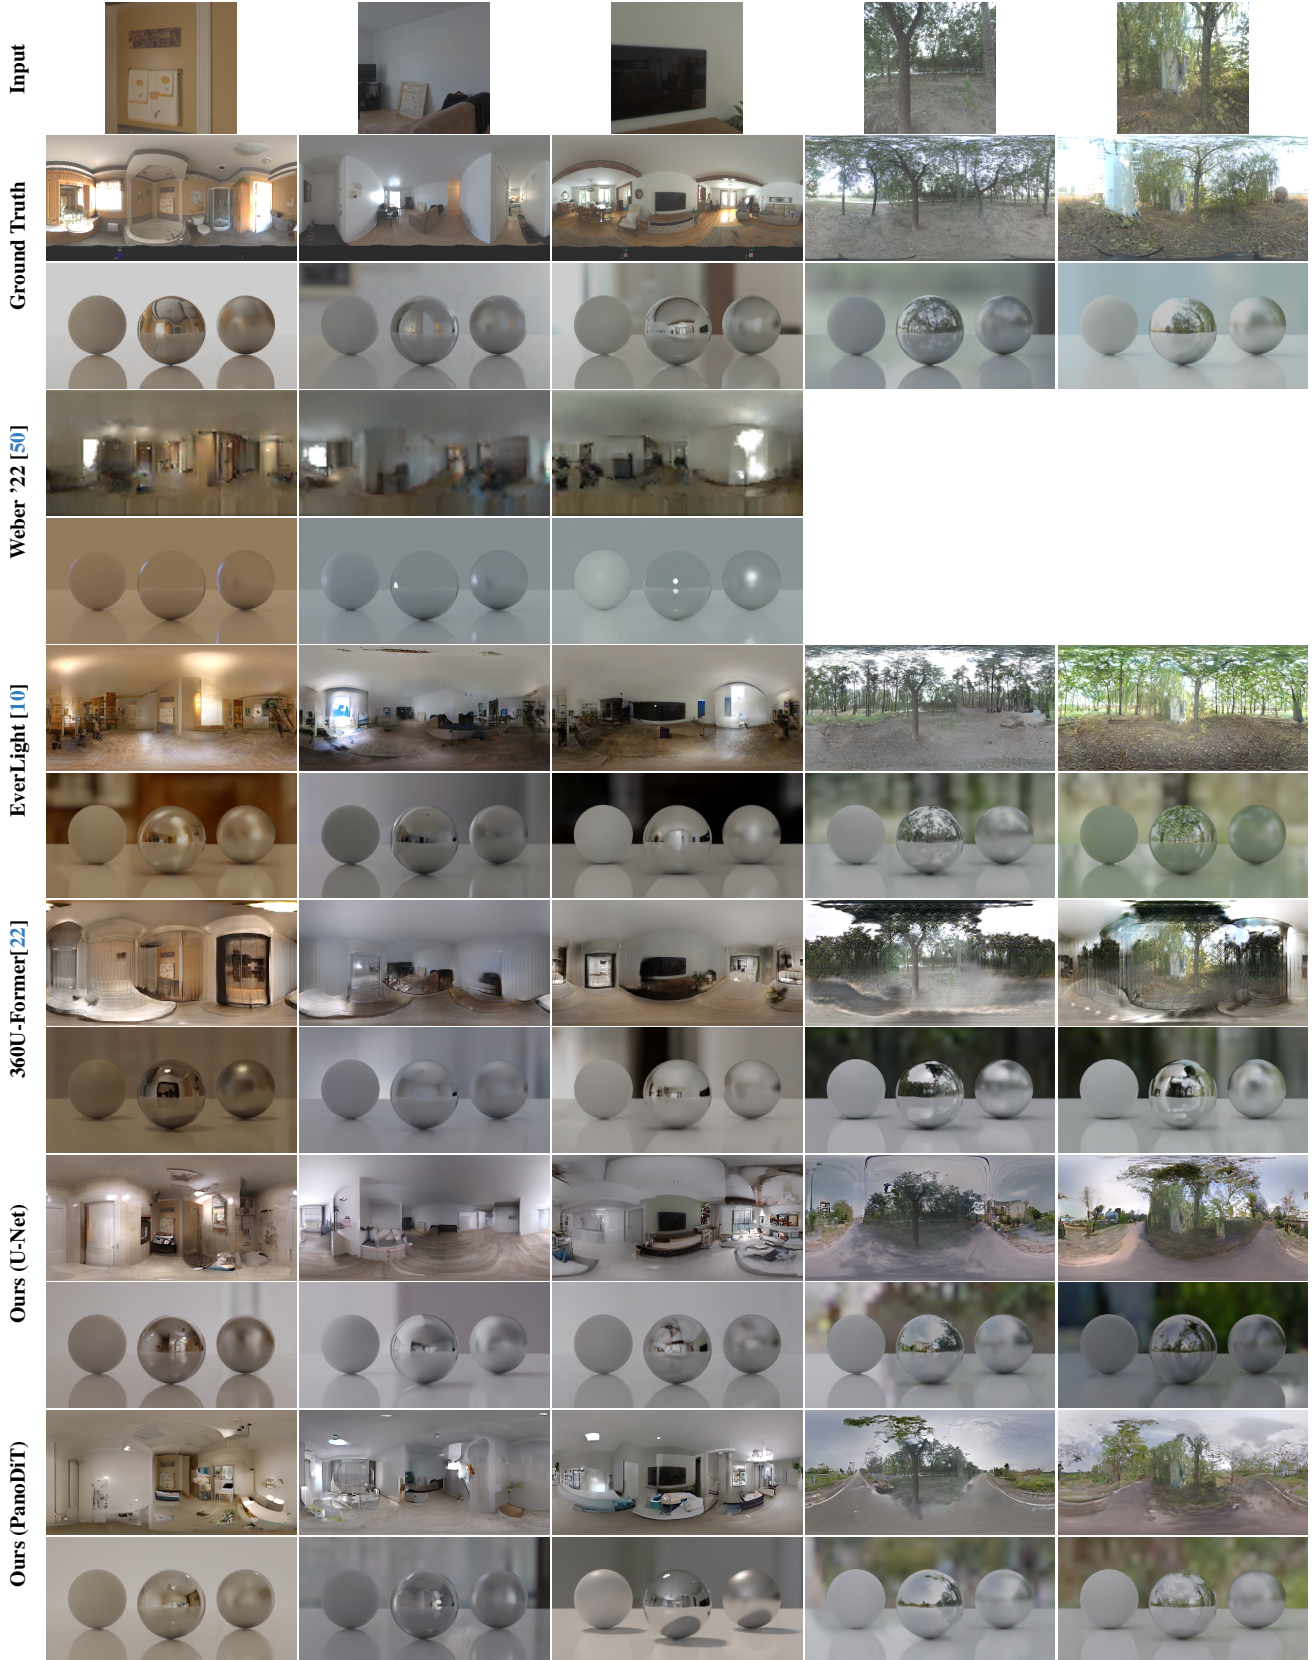 Input
Ground Truth
Weber ’22 [50]
EverLight [10]
360U-Former[22]
Ours (U-Net)
Ours (PanoDiT)